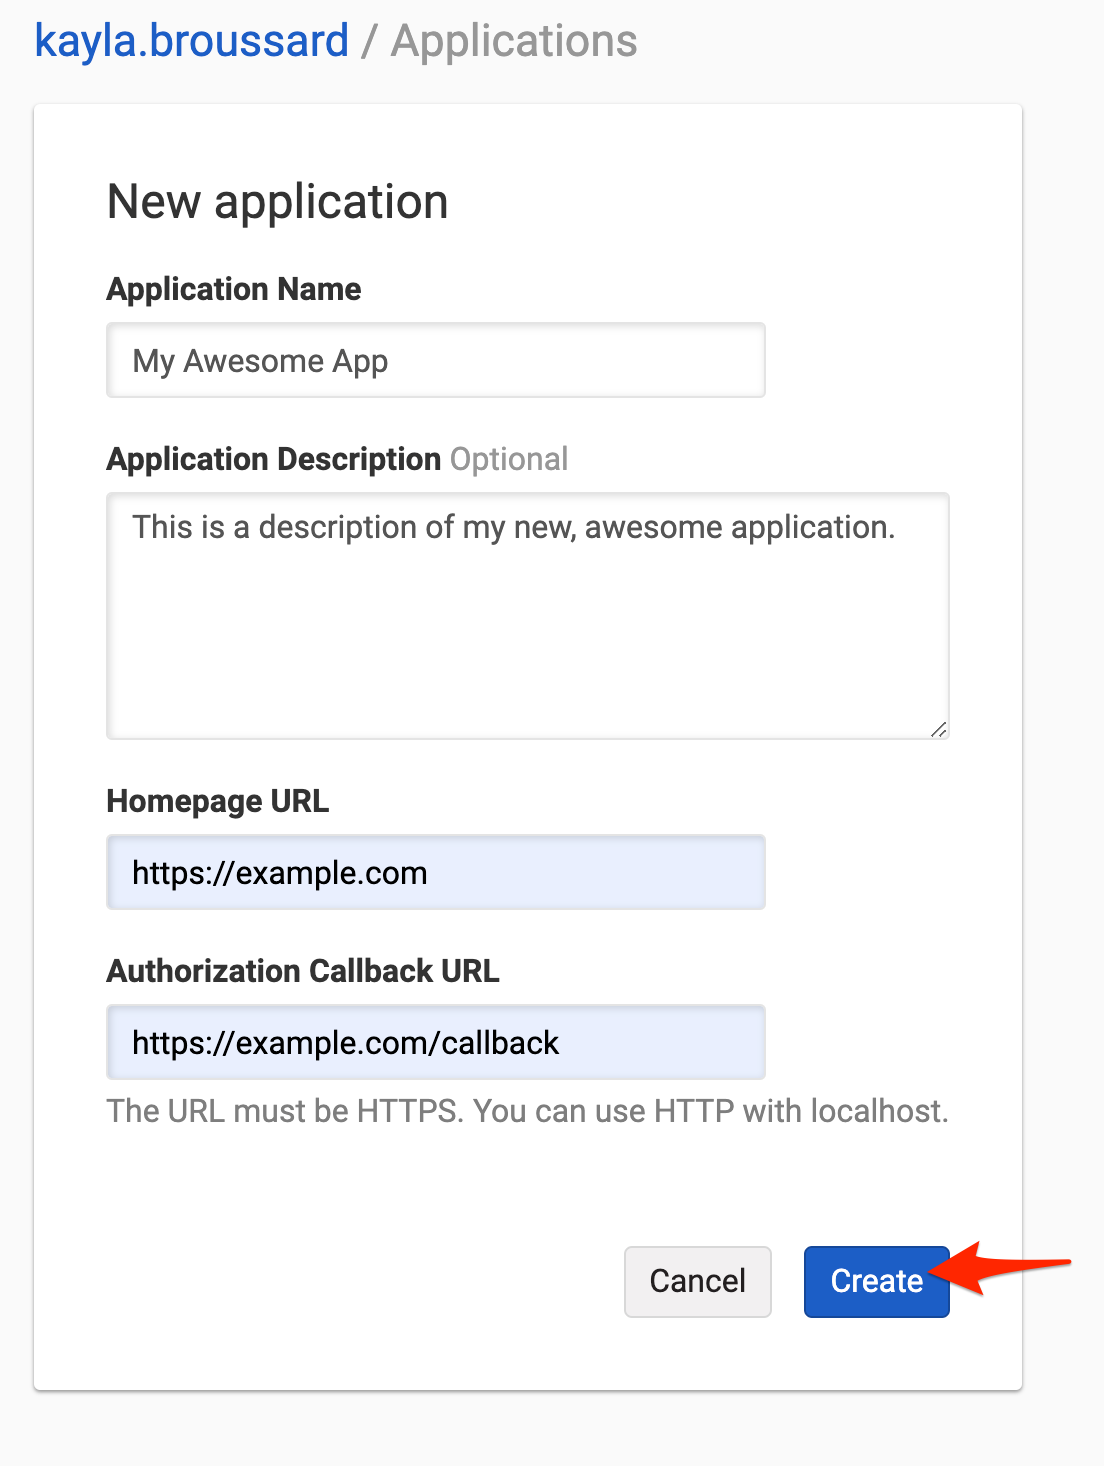 kayla.broussard / Applications
New application
Application Name
My Awesome App
Application Description Optional
This is a description of my new, awesome application.
Homepage URL
https://example.com
Authorization Callback URL
https://example.com/callback
The URL must be HTTPS. You can use HTTP with localhost.
Cancel Create